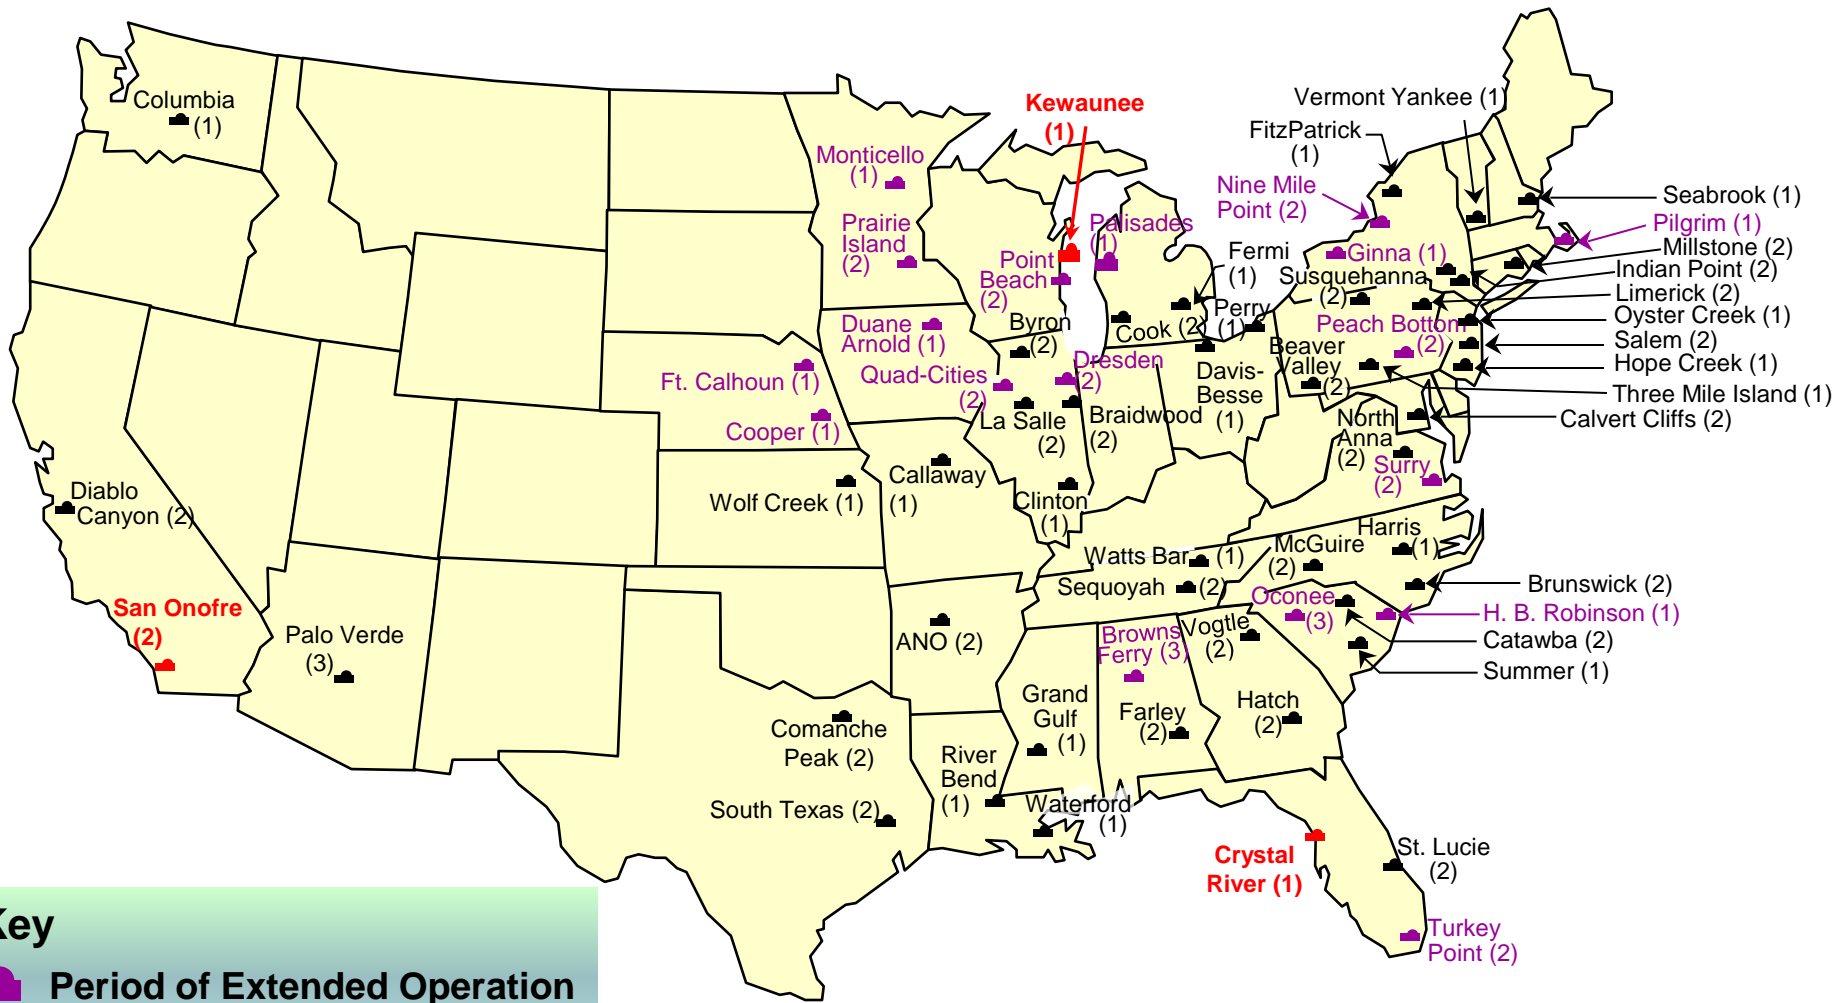 Columbia
(1)
Kewaunee
(1)
Vermont Yankee (1)
FitzPatrick
(1)
Monticello
(1)
Nine Mile
Point (2)
Seabrook (1)
Pilgrim (1)
Millstone (2)
Indian Point (2)
Limerick (2)
Oyster Creek (1)
Salem (2)
Hope Creek (1)
Three Mile Island (1)
Calvert Cliffs (2)
Prairie
Island
(2)
Palisades
(1)
Point
Beach
(2)
Fermi
(1)
Ginna (1)
Susquehanna
(2)
Perry
(1)
Cook (2)
Byron
(2)
Duane
Arnold (1)
Peach Bottom
(2)
Beaver
Valley
(2)
Dresden
(2)
Quad-Cities
(2)
Ft. Calhoun (1)
Davis-
Besse
(1)
Cooper (1)
La Salle
(2)
Braidwood
(2)
North
Anna
(2)
Surry
(2)
Callaway
(1)
Wolf Creek (1)
Clinton
(1)
Diablo
Canyon (2)
Harris
(1)
McGuire
(2)
Watts Bar (1)
Sequoyah (2)
Brunswick (2)
H. B. Robinson (1)
Catawba (2)
Summer (1)
Oconee
(3)
San Onofre
(2)
Palo Verde
(3)
ANO (2)
Browns
Ferry (3)
Vogtle
(2)
Grand
Gulf
(1)
Farley
(2)
Hatch
(2)
Comanche
Peak (2)
River
Bend
(1)
South Texas (2)
Waterford
(1)
Crystal
River (1)
St. Lucie
(2)
Turkey
Point (2)
Key
Period of Extended Operation